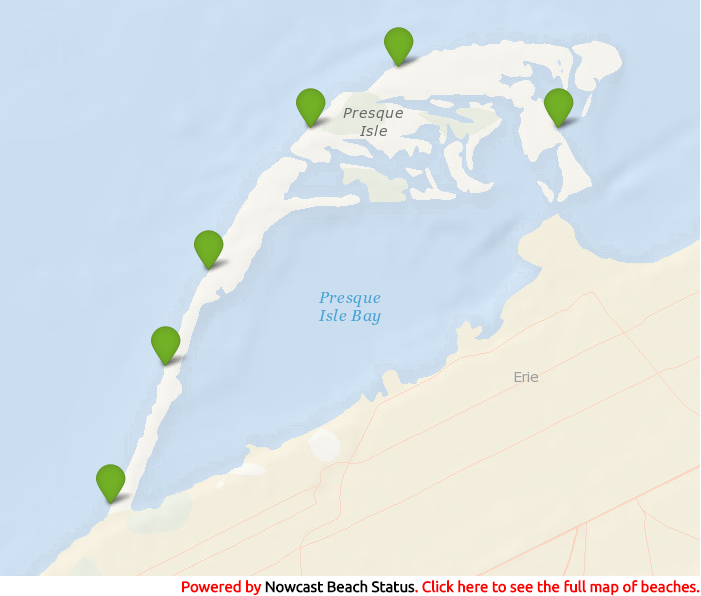 Presque
Isle
Presque
Isle Bay
Erie
Powered by Nowcast Beach Status. Click here to see the full map of beaches.